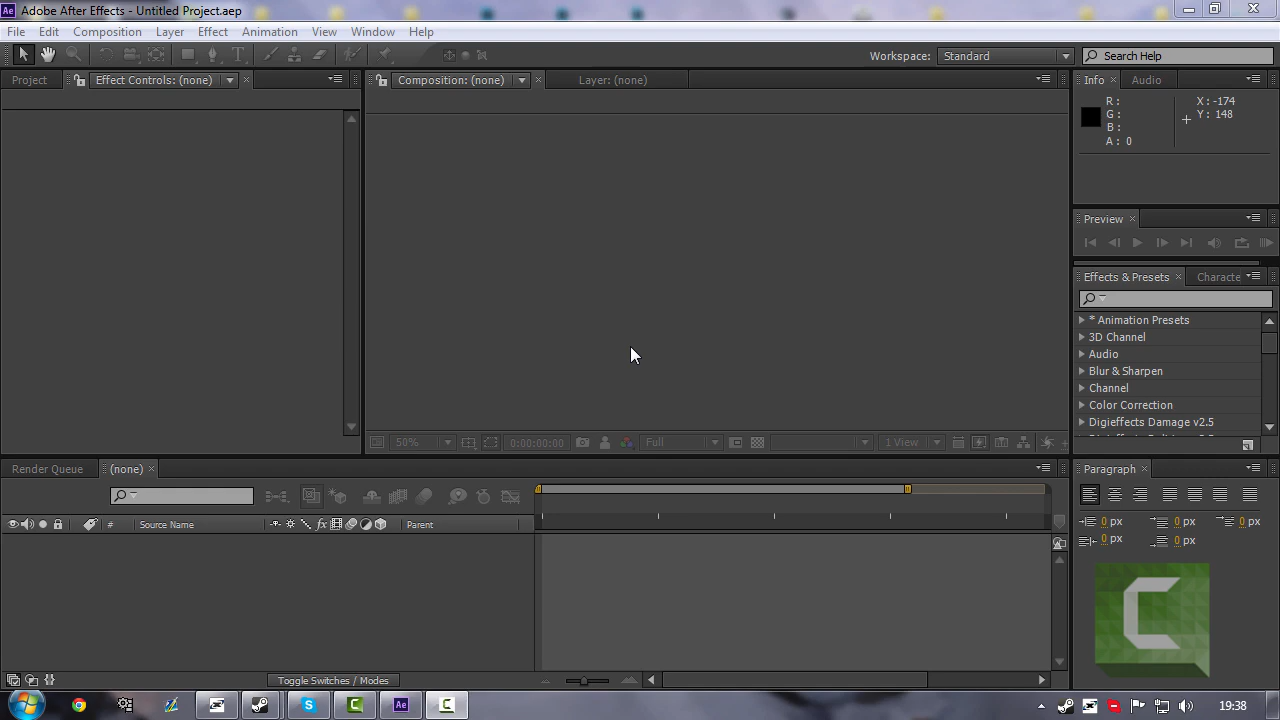 Ae Adobe After Effects - Untitled Project.aep
File Edit Composition Layer Effect Animation View Window Help
T Workspace: Standard Search Help
Project Effect Controls: (none) Composition: (none) Layer: (none) Info Audio
R : X : -174
G : Y : 148
B :
A : 0
Preview
Effects & Presets Characte
* Animation Presets
3D Channel
Audio
Blur & Sharpen
Channel
Color Correction
Digieffects Damage v2.5
50% 0:00:00:00 Full 1 View
Render Queue (none) Paragraph
# Source Name fx Parent
0 px 0 px 0 px
0 px 0 px
Toggle Switches / Modes
S Ae 19:38